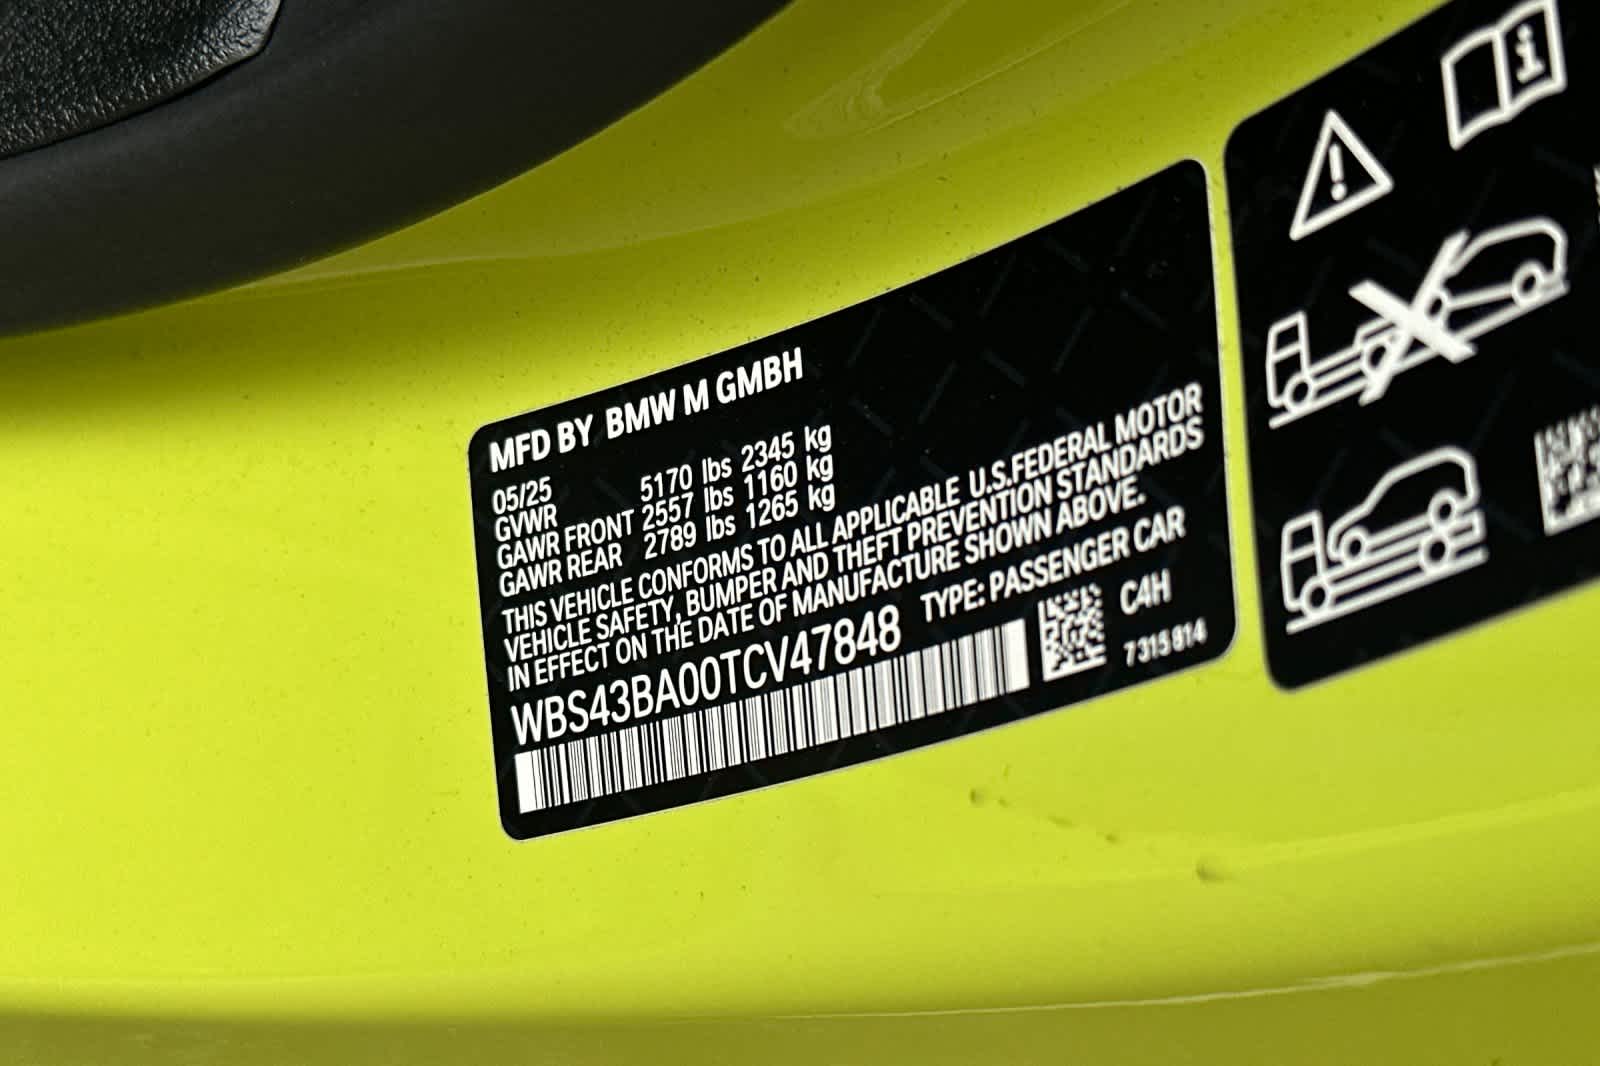 MFD BY BMW M GMBH
05/25
GVWR 5170 lbs 2345 kg
GAWR FRONT 2557 lbs 1160 kg
GAWR REAR 2789 lbs 1265 kg
THIS VEHICLE CONFORMS TO ALL APPLICABLE U.S.FEDERAL MOTOR
VEHICLE SAFETY, BUMPER AND THEFT PREVENTION STANDARDS
IN EFFECT ON THE DATE OF MANUFACTURE SHOWN ABOVE.
WBS43BA00TCV47848 TYPE: PASSENGER CAR
C4H
7315814